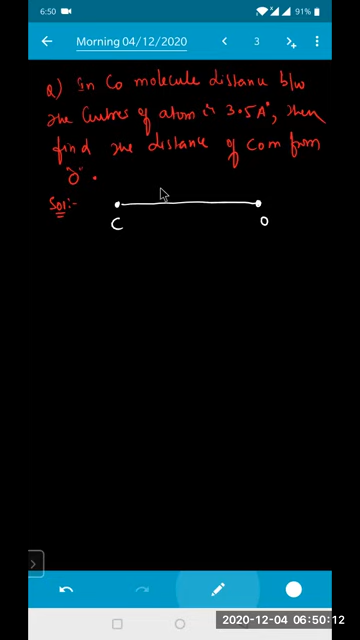 6:50
91%
Morning 04/12/2020
3
Q) In CO molecule distance b/w
the Centres of atom is 3.5A°, then
find the distance of COM from
'O' .
Sol:-
C O
2020-12-04 06:50:12